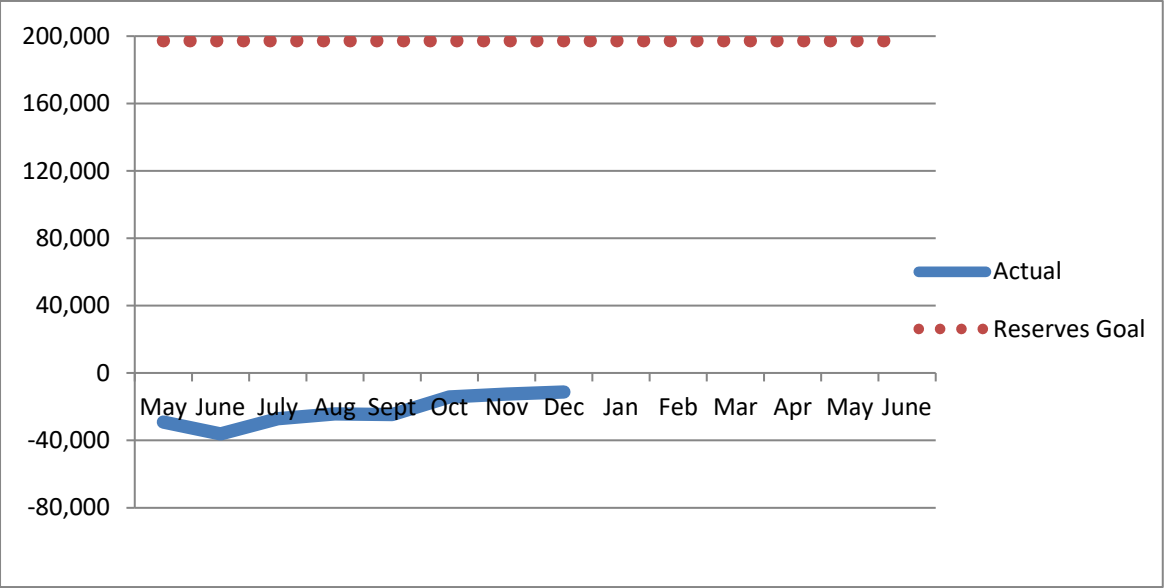 200,000
160,000
120,000
80,000
40,000
0
-40,000
-80,000
May June July Aug Sept Oct Nov Dec Jan Feb Mar Apr May June
Actual
Reserves Goal